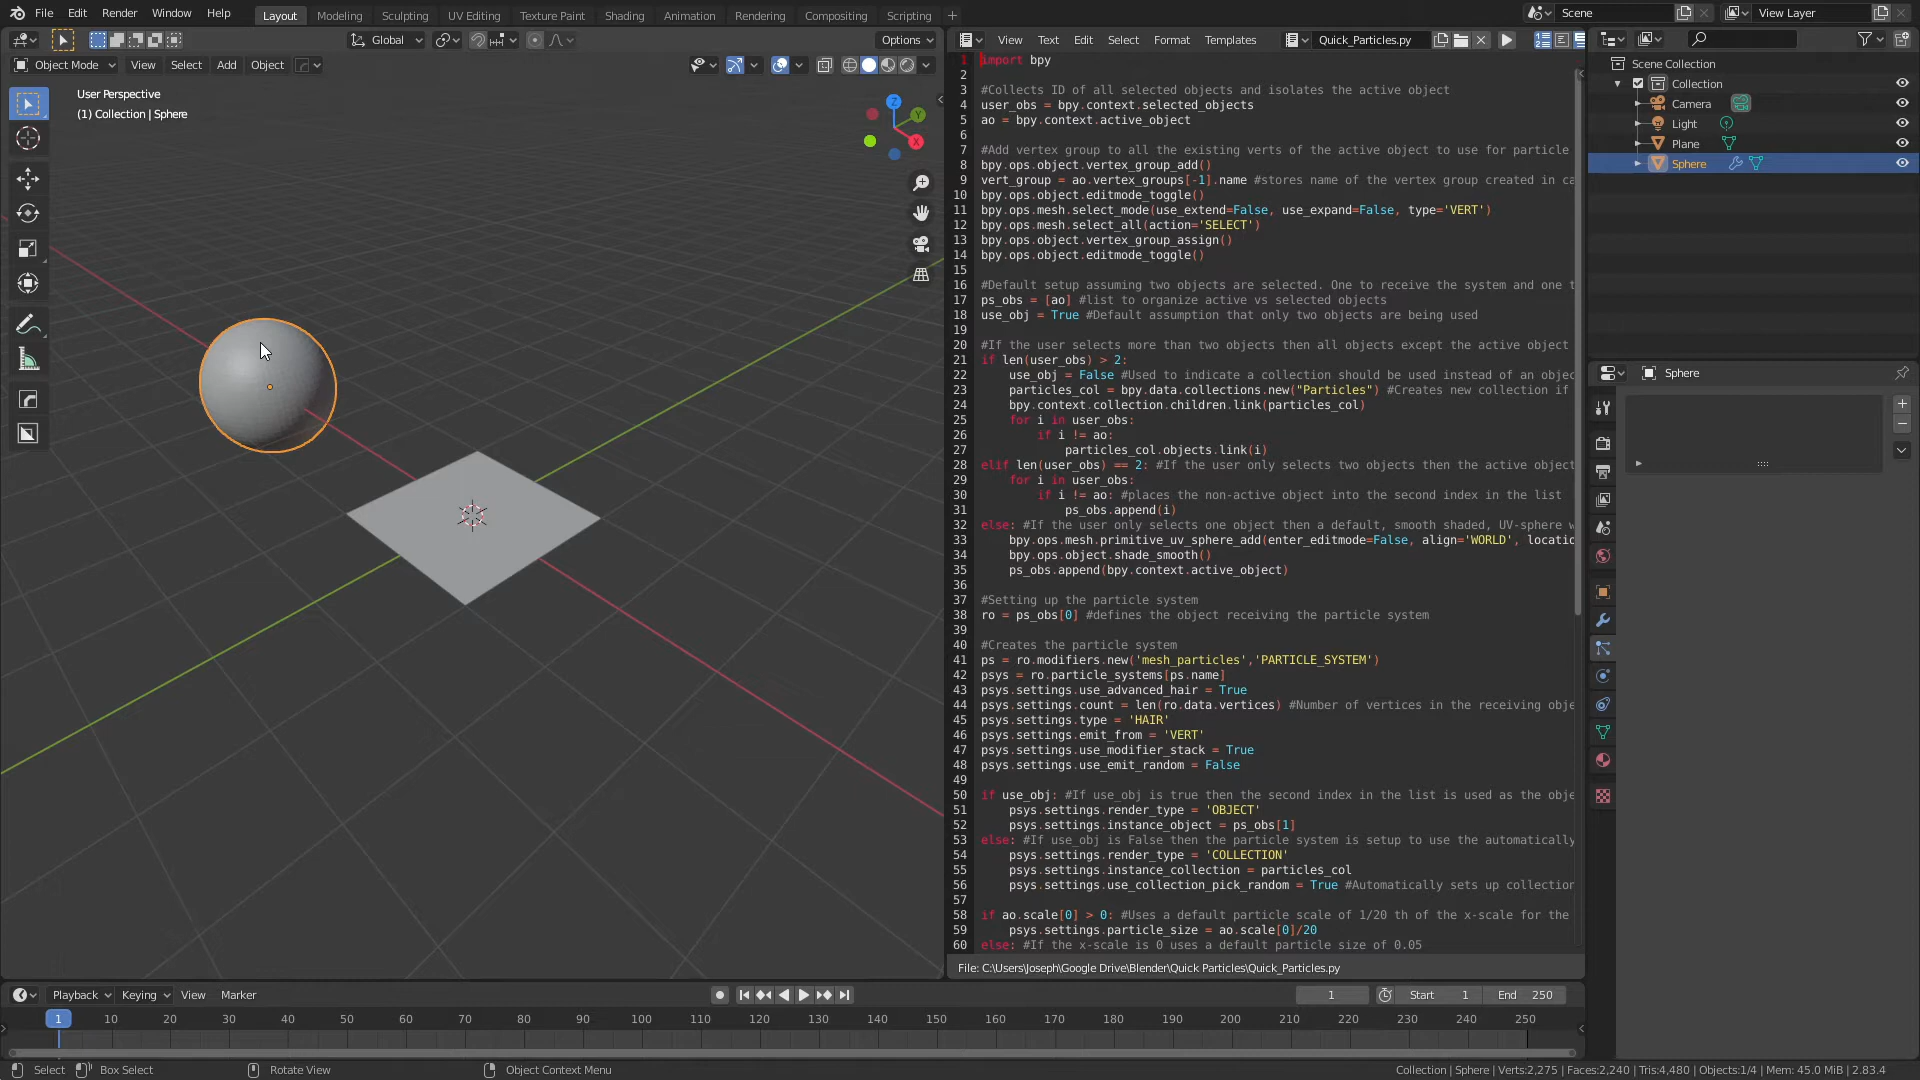 File Edit Render Window Help Layout Modeling Sculpting UV Editing Texture Paint Shading Animation Rendering Compositing Scripting + Scene View Layer
Global Options View Text Edit Select Format Templates Quick_Particles.py
Object Mode View Select Add Object
User Perspective
(1) Collection | Sphere
Z
Y
X
1 import bpy
2
3 #Collects ID of all selected objects and isolates the active object
4 user_obs = bpy.context.selected_objects
5 ao = bpy.context.active_object
6
7 #Add vertex group to all the existing verts of the active object to use for particle
8 bpy.ops.object.vertex_group_add()
9 vert_group = ao.vertex_groups[-1].name #stores name of the vertex group created in ca
10 bpy.ops.object.editmode_toggle()
11 bpy.ops.mesh.select_mode(use_extend=False, use_expand=False, type='VERT')
12 bpy.ops.mesh.select_all(action='SELECT')
13 bpy.ops.object.vertex_group_assign()
14 bpy.ops.object.editmode_toggle()
15
16 #Default setup assuming two objects are selected. One to receive the system and one t
17 ps_obs = [ao] #list to organize active vs selected objects
18 use_obj = True #Default assumption that only two objects are being used
19
20 #If the user selects more than two objects then all objects except the active object
21 if len(user_obs) > 2:
22 use_obj = False #Used to indicate a collection should be used instead of an objec
23 particles_col = bpy.data.collections.new("Particles") #Creates new collection if
24 bpy.context.collection.children.link(particles_col)
25 for i in user_obs:
26 if i != ao:
27 particles_col.objects.link(i)
28 elif len(user_obs) == 2: #If the user only selects two objects then the active object
29 for i in user_obs:
30 if i != ao: #places the non-active object into the second index in the list
31 ps_obs.append(i)
32 else: #If the user only selects one object then a default, smooth shaded, UV-sphere w
33 bpy.ops.mesh.primitive_uv_sphere_add(enter_editmode=False, align='WORLD', locatio
34 bpy.ops.object.shade_smooth()
35 ps_obs.append(bpy.context.active_object)
36
37 #Setting up the particle system
38 ro = ps_obs[0] #defines the object receiving the particle system
39
40 #Creates the particle system
41 ps = ro.modifiers.new('mesh_particles','PARTICLE_SYSTEM')
42 psys = ro.particle_systems[ps.name]
43 psys.settings.use_advanced_hair = True
44 psys.settings.count = len(ro.data.vertices) #Number of vertices in the receiving obje
45 psys.settings.type = 'HAIR'
46 psys.settings.emit_from = 'VERT'
47 psys.settings.use_modifier_stack = True
48 psys.settings.use_emit_random = False
49
50 if use_obj: #If use_obj is true then the second index in the list is used as the obje
51 psys.settings.render_type = 'OBJECT'
52 psys.settings.instance_object = ps_obs[1]
53 else: #If use_obj is False then the particle system is setup to use the automatically
54 psys.settings.render_type = 'COLLECTION'
55 psys.settings.instance_collection = particles_col
56 psys.settings.use_collection_pick_random = True #Automatically sets up collection
57
58 if ao.scale[0] > 0: #Uses a default particle scale of 1/20 th of the x-scale for the
59 psys.settings.particle_size = ao.scale[0]/20
60 else: #If the x-scale is 0 uses a default particle size of 0.05
File: C:\Users\Joseph\Google Drive\Blender\Quick Particles\Quick_Particles.py
Scene Collection
Collection
Camera
Light
Plane
Sphere
Sphere
Playback Keying View Marker 1 Start 1 End 250
1 10 20 30 40 50 60 70 80 90 100 110 120 130 140 150 160 170 180 190 200 210 220 230 240 250
Select Box Select Rotate View Object Context Menu Collection | Sphere | Verts:2,275 | Faces:2,240 | Tris:4,480 | Objects:1/4 | Mem: 45.0 MiB | 2.83.4